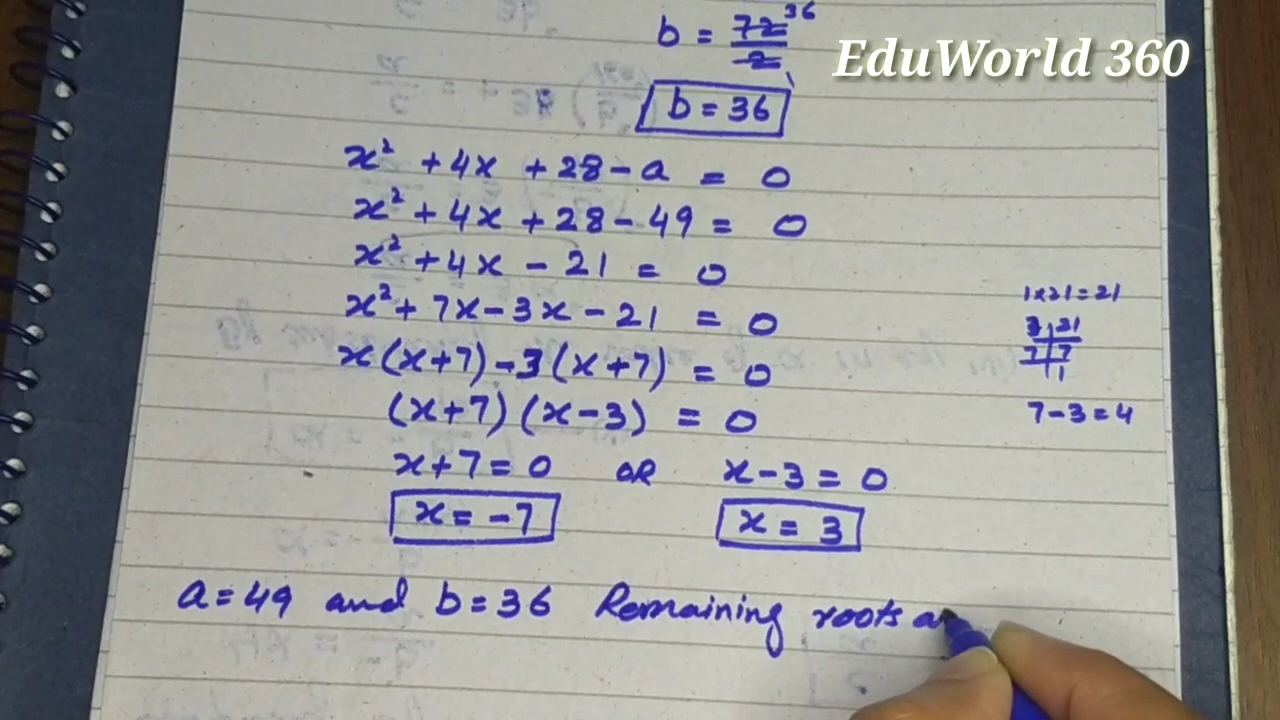 b = 72/2 36
EduWorld 360
b = 36
x² + 4x + 28 - a = 0
x² + 4x + 28 - 49 = 0
x² + 4x - 21 = 0
1x21=21
x² + 7x - 3x - 21 = 0
3 21
7 7
1
x(x+7) - 3(x+7) = 0
7-3=4
(x+7)(x-3) = 0
x+7=0 OR x-3=0
x = -7 x = 3
a=49 and b=36 Remaining roots